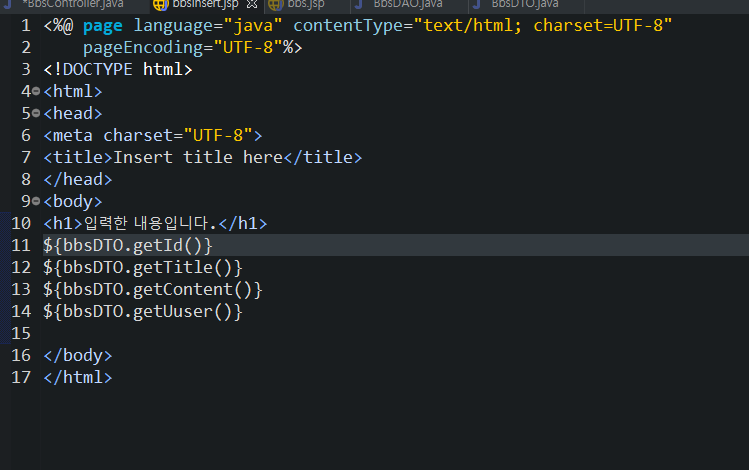 *BbsController.java bbsInsert.jsp bbs.jsp BbsDAO.java BbsDTO.java
1 <%@ page language="java" contentType="text/html; charset=UTF-8"
2 pageEncoding="UTF-8"%>
3 <!DOCTYPE html>
4 <html>
5 <head>
6 <meta charset="UTF-8">
7 <title>Insert title here</title>
8 </head>
9 <body>
10 <h1>입력한 내용입니다.</h1>
11 ${bbsDTO.getId()}
12 ${bbsDTO.getTitle()}
13 ${bbsDTO.getContent()}
14 ${bbsDTO.getUuser()}
15
16 </body>
17 </html>